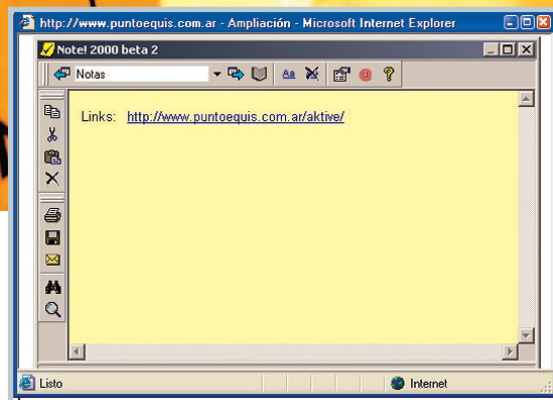 http://www.puntoequis.com.ar - Ampliación - Microsoft Internet Explorer
Note! 2000 beta 2
Notas
Aa
@
?
Links: http://www.puntoequis.com.ar/aktive/
Listo
Internet